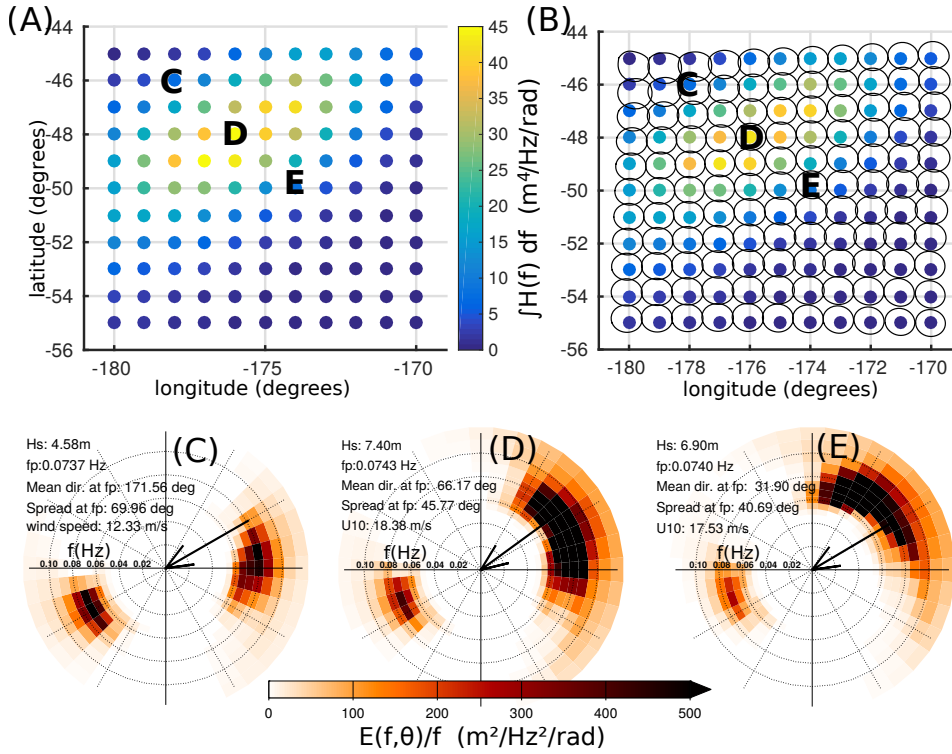 (A)
(B)
-44
-46
-48
-50
-52
-54
-56
-180
-175
-170
latitude (degrees)
longitude (degrees)
C
D
E
45
40
35
30
25
20
15
10
5
0
∫H(f) df (m⁴/Hz/rad)
-44
-46
-48
-50
-52
-54
-56
-180
-178
-176
-174
-172
-170
longitude (degrees)
C
D
E
(C)
Hs: 4.58m
fp:0.0737 Hz
Mean dir. at fp: 171.56 deg
Spread at fp: 69.96 deg
wind speed: 12.33 m/s
f(Hz)
0.10 0.08 0.06 0.04 0.02
(D)
Hs: 7.40m
fp:0.0743 Hz
Mean dir. at fp: 66.17 deg
Spread at fp: 45.77 deg
U10: 18.38 m/s
f(Hz)
0.10 0.08 0.06 0.04 0.02
(E)
Hs: 6.90m
fp:0.0740 Hz
Mean dir. at fp: 31.90 deg
Spread at fp: 40.69 deg
U10: 17.53 m/s
f(Hz)
0.10 0.08 0.06 0.04 0.02
0 100 200 300 400 500
E(f,θ)/f (m²/Hz²/rad)